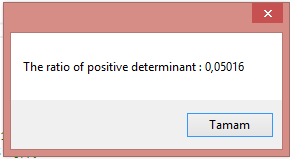 The ratio of positive determinant : 0,05016
Tamam